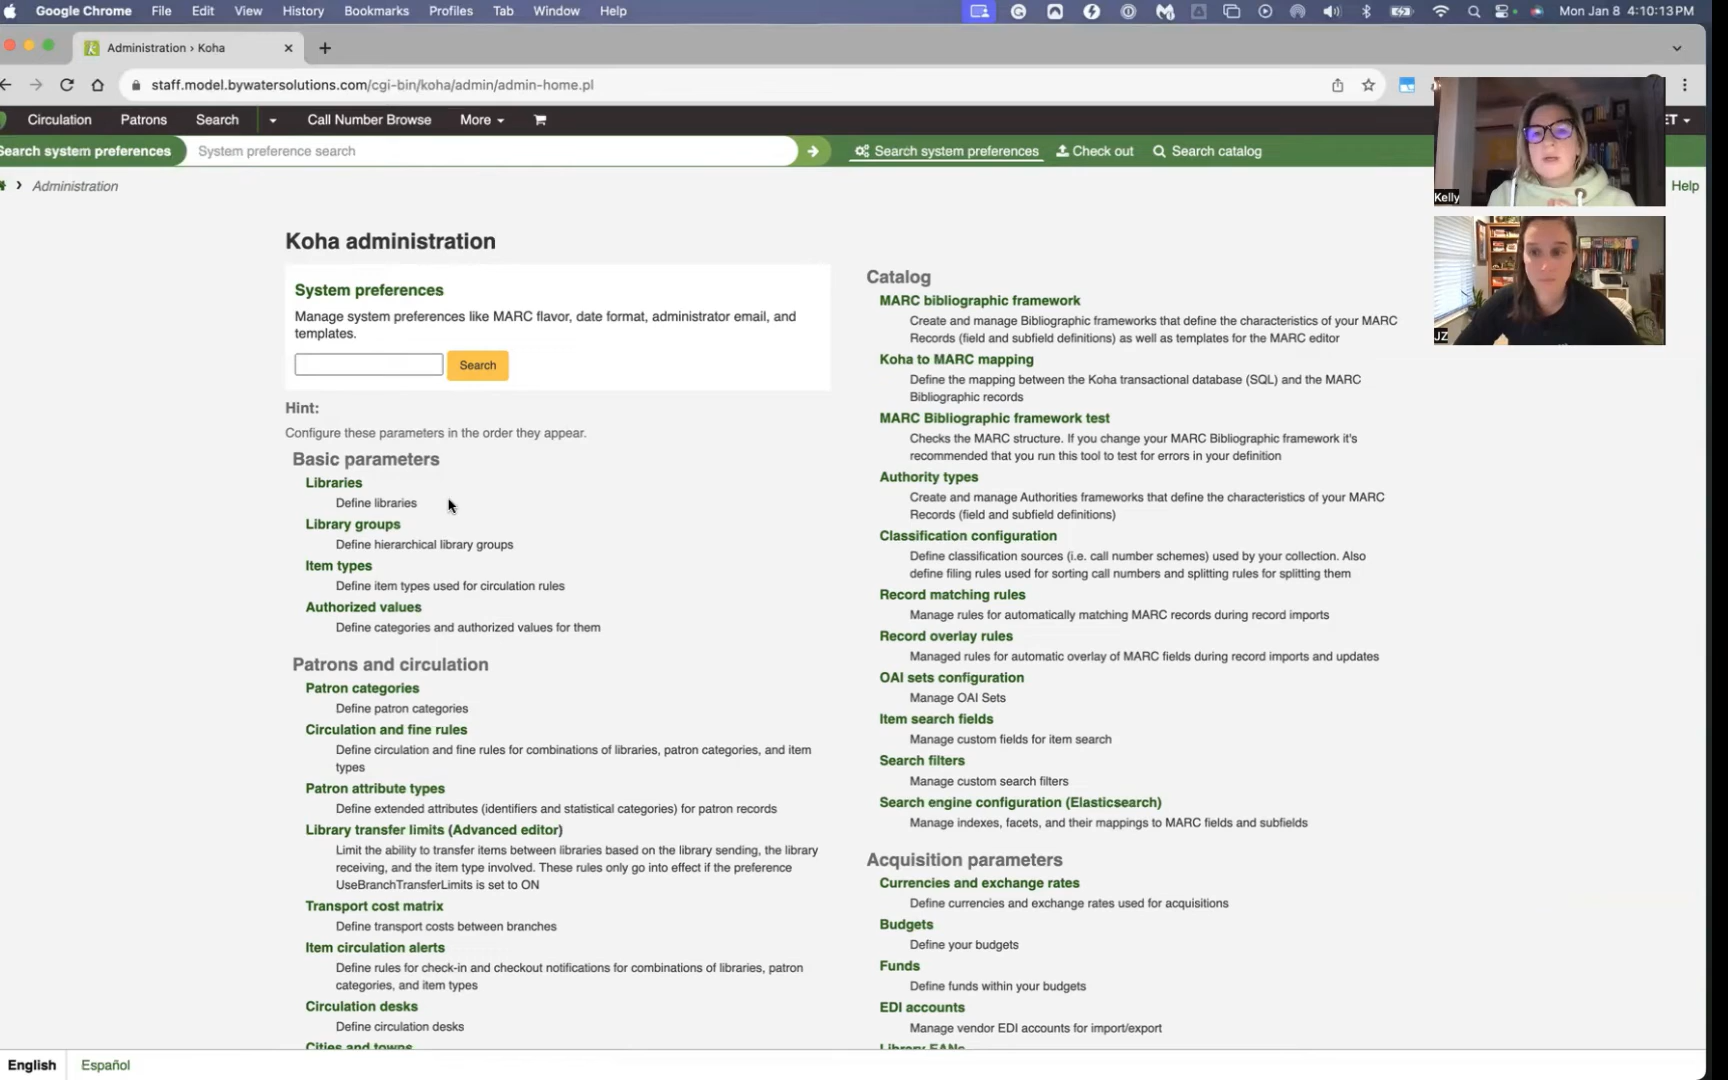 Google Chrome File Edit View History Bookmarks Profiles Tab Window Help Mon Jan 8 4:10:13 PM
Administration › Koha
staff.model.bywatersolutions.com/cgi-bin/koha/admin/admin-home.pl
Circulation Patrons Search Call Number Browse More ET
Search system preferences System preference search Search system preferences Check out Search catalog
Administration Help
Kelly
JZ
Koha administration
System preferences
Manage system preferences like MARC flavor, date format, administrator email, and
templates.
Search
Hint:
Configure these parameters in the order they appear.
Basic parameters
Libraries
Define libraries
Library groups
Define hierarchical library groups
Item types
Define item types used for circulation rules
Authorized values
Define categories and authorized values for them
Patrons and circulation
Patron categories
Define patron categories
Circulation and fine rules
Define circulation and fine rules for combinations of libraries, patron categories, and item
types
Patron attribute types
Define extended attributes (identifiers and statistical categories) for patron records
Library transfer limits (Advanced editor)
Limit the ability to transfer items between libraries based on the library sending, the library
receiving, and the item type involved. These rules only go into effect if the preference
UseBranchTransferLimits is set to ON
Transport cost matrix
Define transport costs between branches
Item circulation alerts
Define rules for check-in and checkout notifications for combinations of libraries, patron
categories, and item types
Circulation desks
Define circulation desks
Cities and towns
Catalog
MARC bibliographic framework
Create and manage Bibliographic frameworks that define the characteristics of your MARC
Records (field and subfield definitions) as well as templates for the MARC editor
Koha to MARC mapping
Define the mapping between the Koha transactional database (SQL) and the MARC
Bibliographic records
MARC Bibliographic framework test
Checks the MARC structure. If you change your MARC Bibliographic framework it's
recommended that you run this tool to test for errors in your definition
Authority types
Create and manage Authorities frameworks that define the characteristics of your MARC
Records (field and subfield definitions)
Classification configuration
Define classification sources (i.e. call number schemes) used by your collection. Also
define filing rules used for sorting call numbers and splitting rules for splitting them
Record matching rules
Manage rules for automatically matching MARC records during record imports
Record overlay rules
Managed rules for automatic overlay of MARC fields during record imports and updates
OAI sets configuration
Manage OAI Sets
Item search fields
Manage custom fields for item search
Search filters
Manage custom search filters
Search engine configuration (Elasticsearch)
Manage indexes, facets, and their mappings to MARC fields and subfields
Acquisition parameters
Currencies and exchange rates
Define currencies and exchange rates used for acquisitions
Budgets
Define your budgets
Funds
Define funds within your budgets
EDI accounts
Manage vendor EDI accounts for import/export
Library EANs
English Español